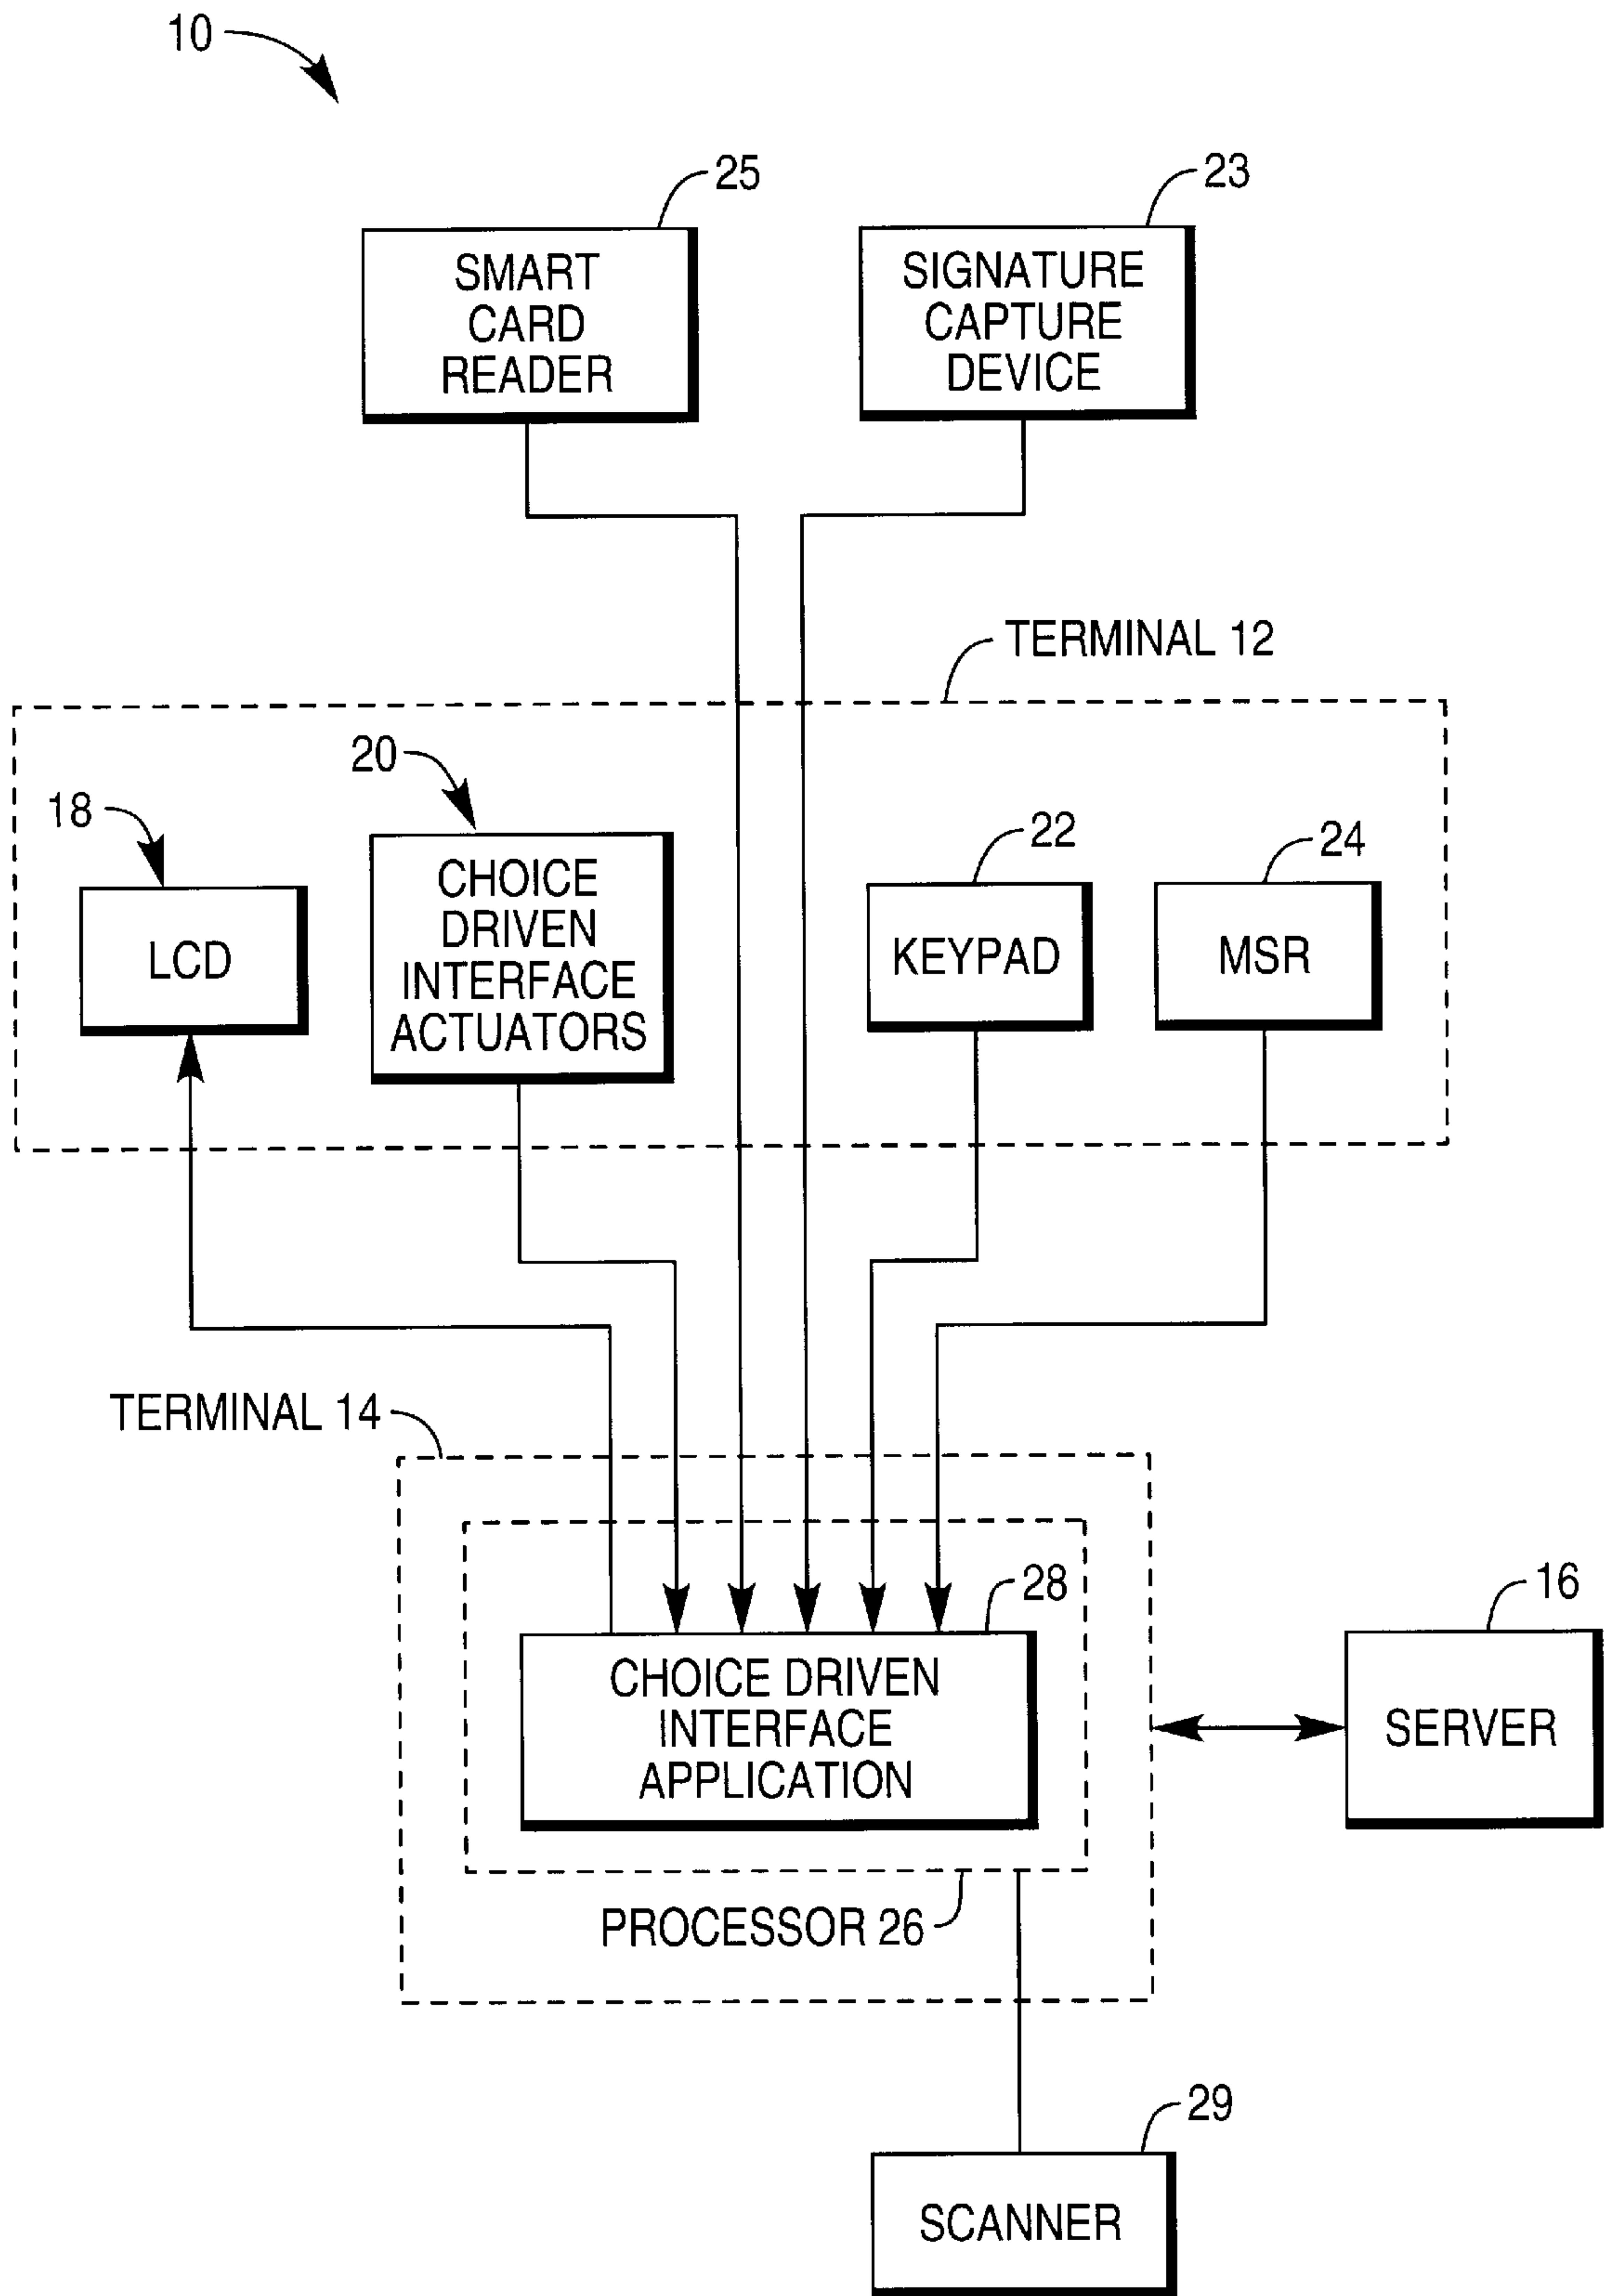 10
25
23
SMART
CARD
READER
SIGNATURE
CAPTURE
DEVICE
TERMINAL 12
20
18
22
24
CHOICE
DRIVEN
INTERFACE
ACTUATORS
LCD
KEYPAD
MSR
TERMINAL 14
28
16
CHOICE DRIVEN
INTERFACE
APPLICATION
SERVER
PROCESSOR 26
29
SCANNER